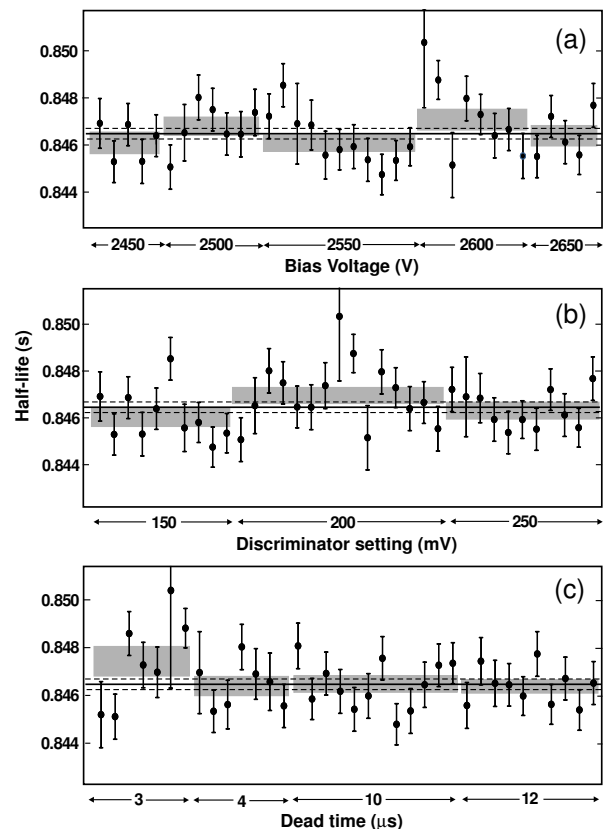 (a)
0.850
0.848
0.846
0.844
2450 2500 2550 2600 2650
Bias Voltage (V)
(b)
0.850
0.848
0.846
0.844
Half-life (s)
150 200 250
Discriminator setting (mV)
(c)
0.850
0.848
0.846
0.844
3 4 10 12
Dead time (μs)